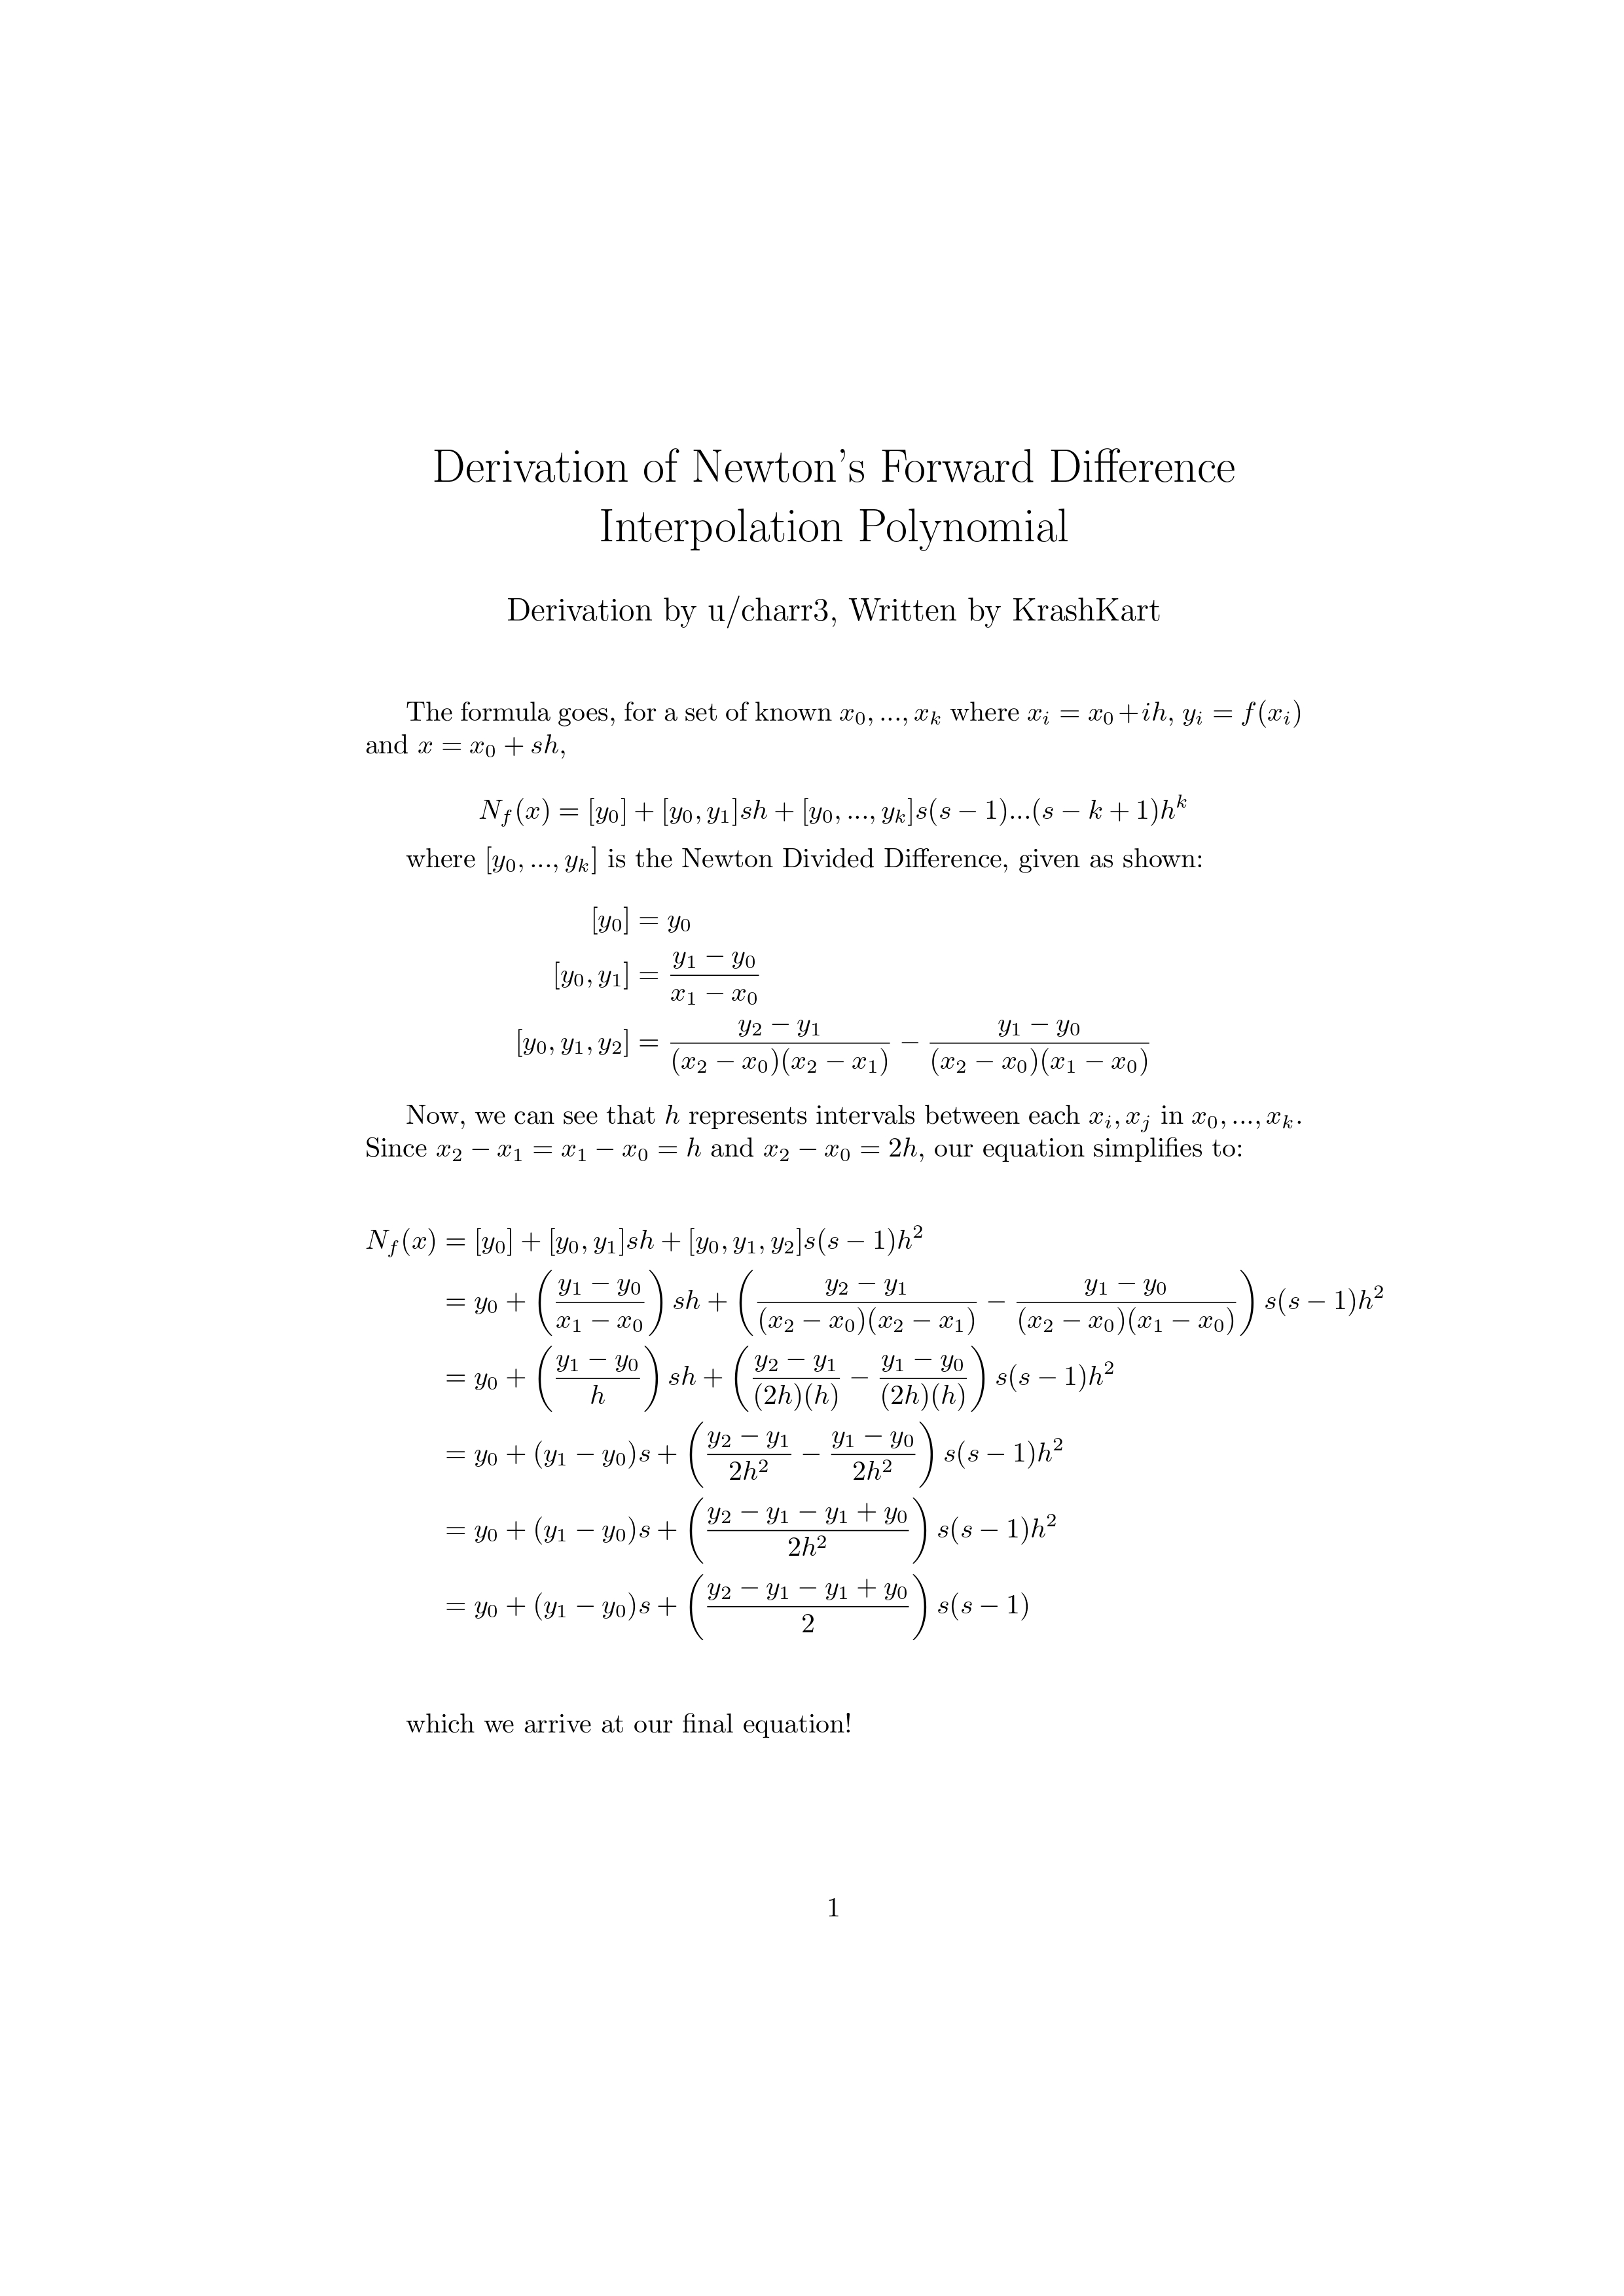 Derivation of Newton's Forward Difference
Interpolation Polynomial
Derivation by u/charr3, Written by KrashKart
The formula goes, for a set of known $x_0, ..., x_k$ where $x_i = x_0 + ih$, $y_i = f(x_i)$
and $x = x_0 + sh$,
$N_f(x) = [y_0] + [y_0, y_1]sh + [y_0, ..., y_k]s(s-1)...(s-k+1)h^k$
where $[y_0, ..., y_k]$ is the Newton Divided Difference, given as shown:
$[y_0] = y_0$
$[y_0, y_1] = \frac{y_1 - y_0}{x_1 - x_0}$
$[y_0, y_1, y_2] = \frac{y_2 - y_1}{(x_2 - x_0)(x_2 - x_1)} - \frac{y_1 - y_0}{(x_2 - x_0)(x_1 - x_0)}$
Now, we can see that $h$ represents intervals between each $x_i, x_j$ in $x_0, ..., x_k$.
Since $x_2 - x_1 = x_1 - x_0 = h$ and $x_2 - x_0 = 2h$, our equation simplifies to:
$N_f(x) = [y_0] + [y_0, y_1]sh + [y_0, y_1, y_2]s(s-1)h^2$
$= y_0 + \left(\frac{y_1 - y_0}{x_1 - x_0}\right) sh + \left(\frac{y_2 - y_1}{(x_2 - x_0)(x_2 - x_1)} - \frac{y_1 - y_0}{(x_2 - x_0)(x_1 - x_0)}\right) s(s-1)h^2$
$= y_0 + \left(\frac{y_1 - y_0}{h}\right) sh + \left(\frac{y_2 - y_1}{(2h)(h)} - \frac{y_1 - y_0}{(2h)(h)}\right) s(s-1)h^2$
$= y_0 + (y_1 - y_0)s + \left(\frac{y_2 - y_1}{2h^2} - \frac{y_1 - y_0}{2h^2}\right) s(s-1)h^2$
$= y_0 + (y_1 - y_0)s + \left(\frac{y_2 - y_1 - y_1 + y_0}{2h^2}\right) s(s-1)h^2$
$= y_0 + (y_1 - y_0)s + \left(\frac{y_2 - y_1 - y_1 + y_0}{2}\right) s(s-1)$
which we arrive at our final equation!
1